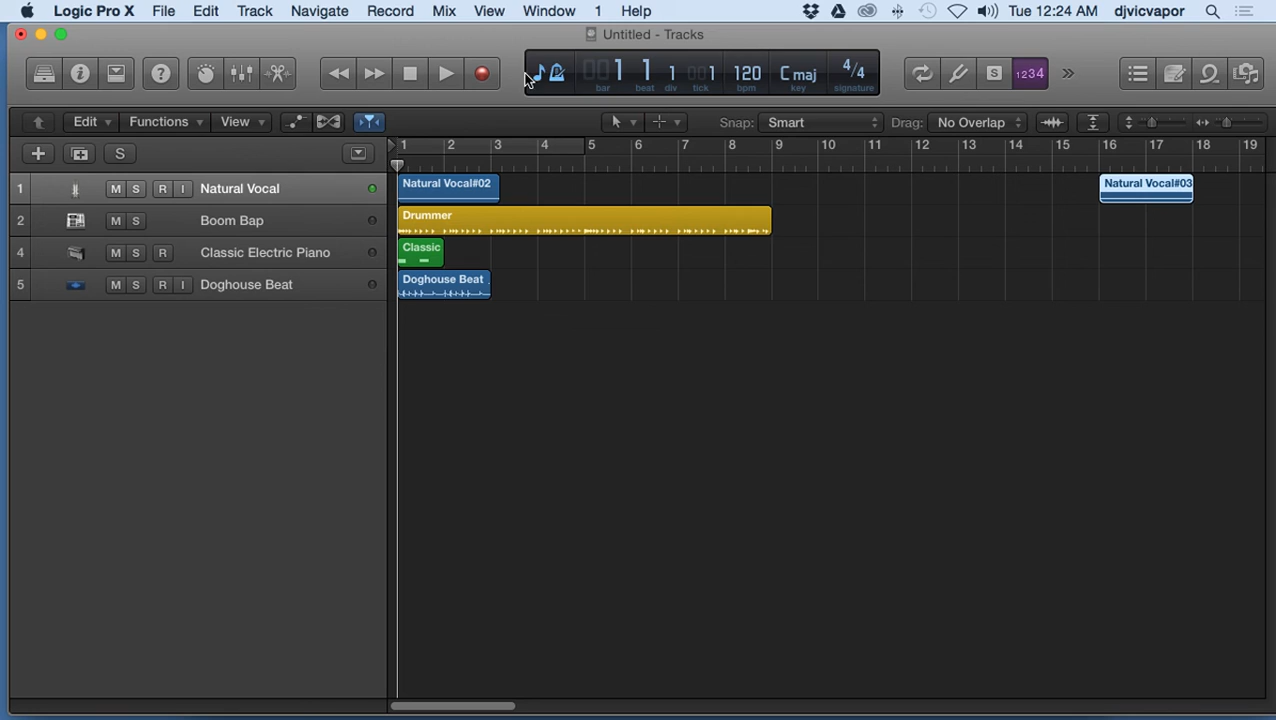 Logic Pro X File Edit Track Navigate Record Mix View Window 1 Help Tue 12:24 AM djvicvapor
Untitled - Tracks
001 1 1 001 120 C maj 4/4
bar beat div tick bpm key signature
1234
Edit Functions View Snap: Smart Drag: No Overlap
S 1 2 3 4 5 6 7 8 9 10 11 12 13 14 15 16 17 18 19
1 M S R I Natural Vocal Natural Vocal#02 Natural Vocal#03
2 M S Boom Bap Drummer
4 M S R Classic Electric Piano Classic
5 M S R I Doghouse Beat Doghouse Beat